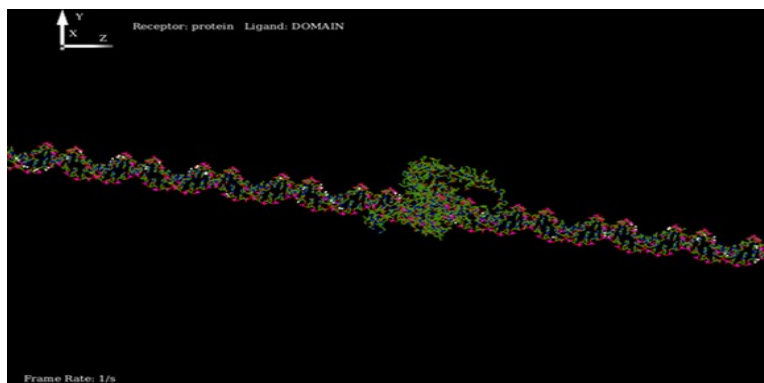 Y
Receptor: protein   Ligand: DOMAIN
X
Z
Frame Rate: 1/s